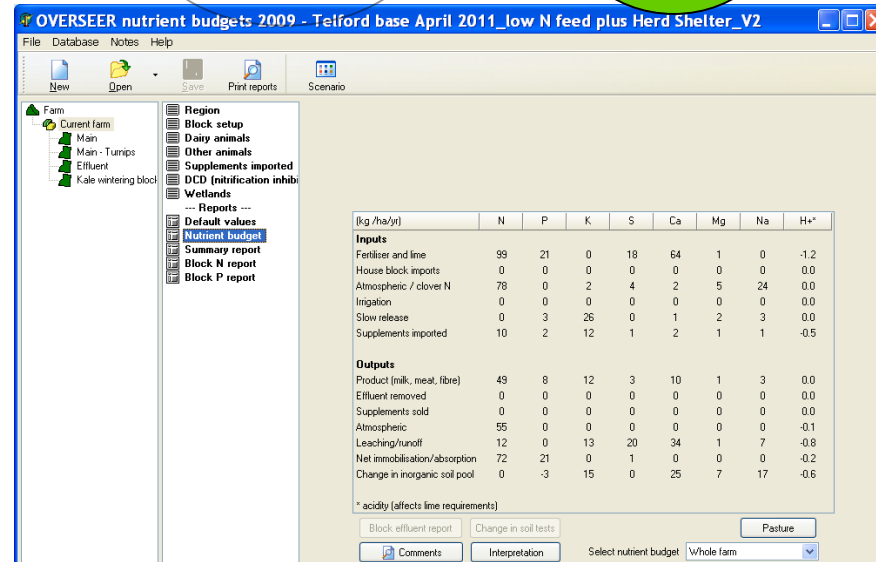 OVERSEER nutrient budgets 2009 - Telford base April 2011_low N feed plus Herd Shelter_V2
File Database Notes Help
New Open Save Print reports Scenario
Farm
Current farm
Main
Main - Turnips
Effluent
Kale wintering block
Region
Block setup
Dairy animals
Other animals
Supplements imported
DCD (nitrification inhibi
Wetlands
--- Reports ---
Default values
Nutrient budget
Summary report
Block N report
Block P report
(kg /ha/yr) N P K S Ca Mg Na H+*
Inputs
Fertiliser and lime 99 21 0 18 64 1 0 -1.2
House block imports 0 0 0 0 0 0 0 0.0
Atmospheric / clover N 78 0 2 4 2 5 24 0.0
Irrigation 0 0 0 0 0 0 0 0.0
Slow release 0 3 26 0 1 2 3 0.0
Supplements imported 10 2 12 1 2 1 1 -0.5
Outputs
Product (milk, meat, fibre) 49 8 12 3 10 1 3 0.0
Effluent removed 0 0 0 0 0 0 0 0.0
Supplements sold 0 0 0 0 0 0 0 0.0
Atmospheric 55 0 0 0 0 0 0 -0.1
Leaching/runoff 12 0 13 20 34 1 7 -0.8
Net immobilisation/absorption 72 21 0 1 0 0 0 -0.2
Change in inorganic soil pool 0 -3 15 0 25 7 17 -0.6
* acidity (affects lime requirements)
Block effluent report Change in soil tests Pasture
Comments Interpretation Select nutrient budget Whole farm